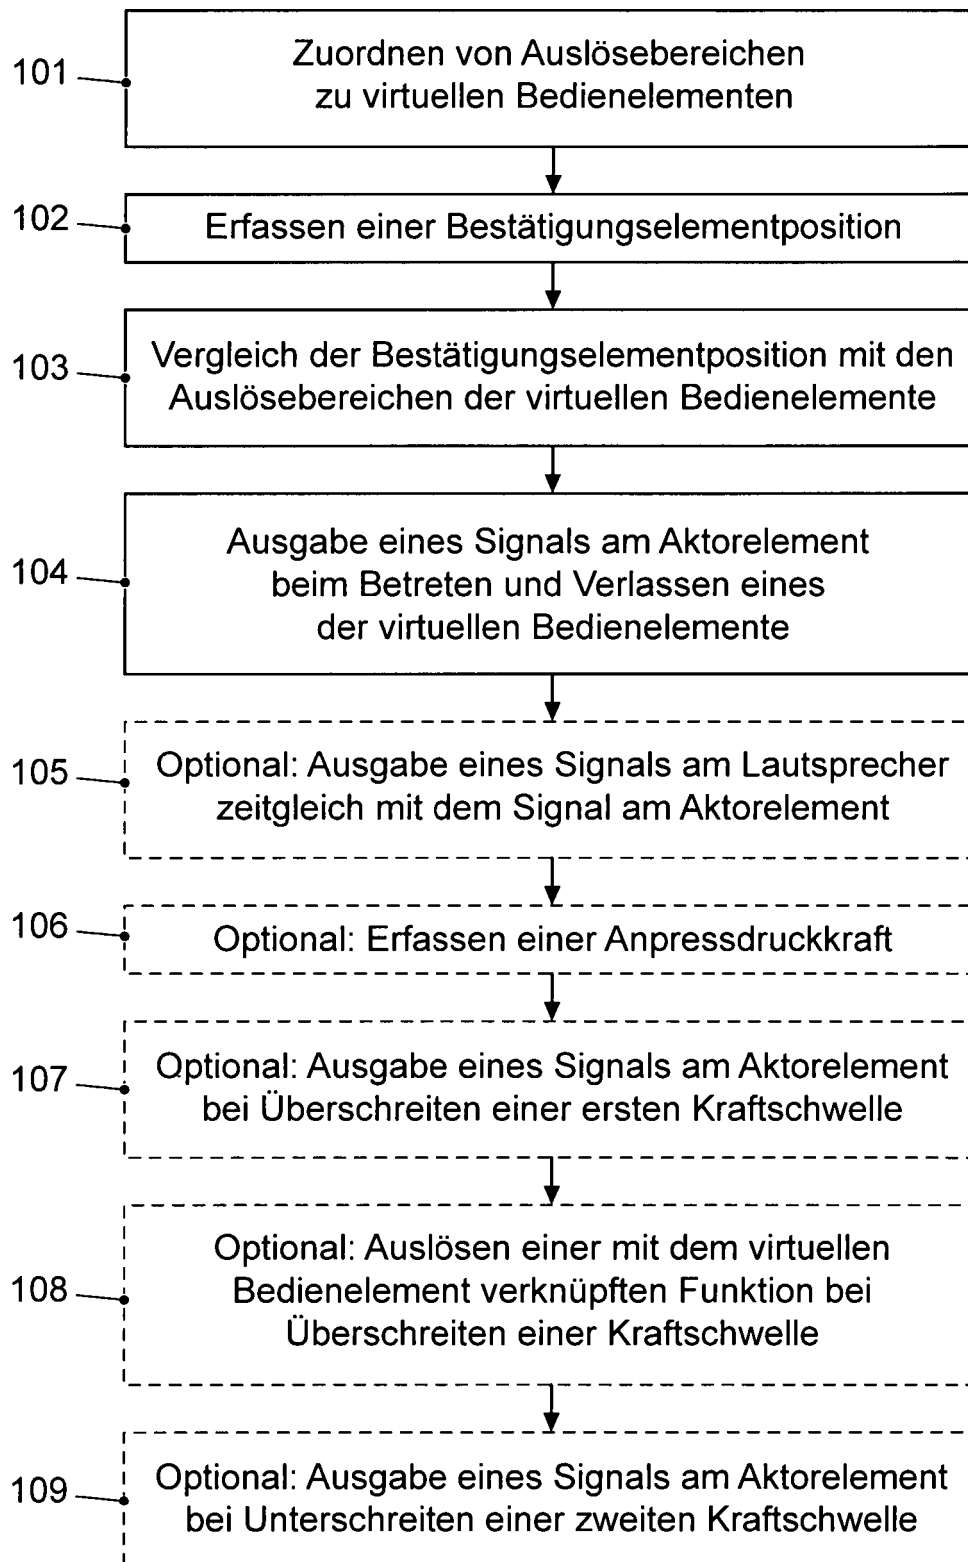 101
Zuordnen von Auslösebereichen
zu virtuellen Bedienelementen
102
Erfassen einer Bestätigungselementposition
103
Vergleich der Bestätigungselementposition mit den
Auslösebereichen der virtuellen Bedienelemente
104
Ausgabe eines Signals am Aktorelement
beim Betreten und Verlassen eines
der virtuellen Bedienelemente
105
Optional: Ausgabe eines Signals am Lautsprecher
zeitgleich mit dem Signal am Aktorelement
106
Optional: Erfassen einer Anpressdruckkraft
107
Optional: Ausgabe eines Signals am Aktorelement
bei Überschreiten einer ersten Kraftschwelle
108
Optional: Auslösen einer mit dem virtuellen
Bedienelement verknüpften Funktion bei
Überschreiten einer Kraftschwelle
109
Optional: Ausgabe eines Signals am Aktorelement
bei Unterschreiten einer zweiten Kraftschwelle